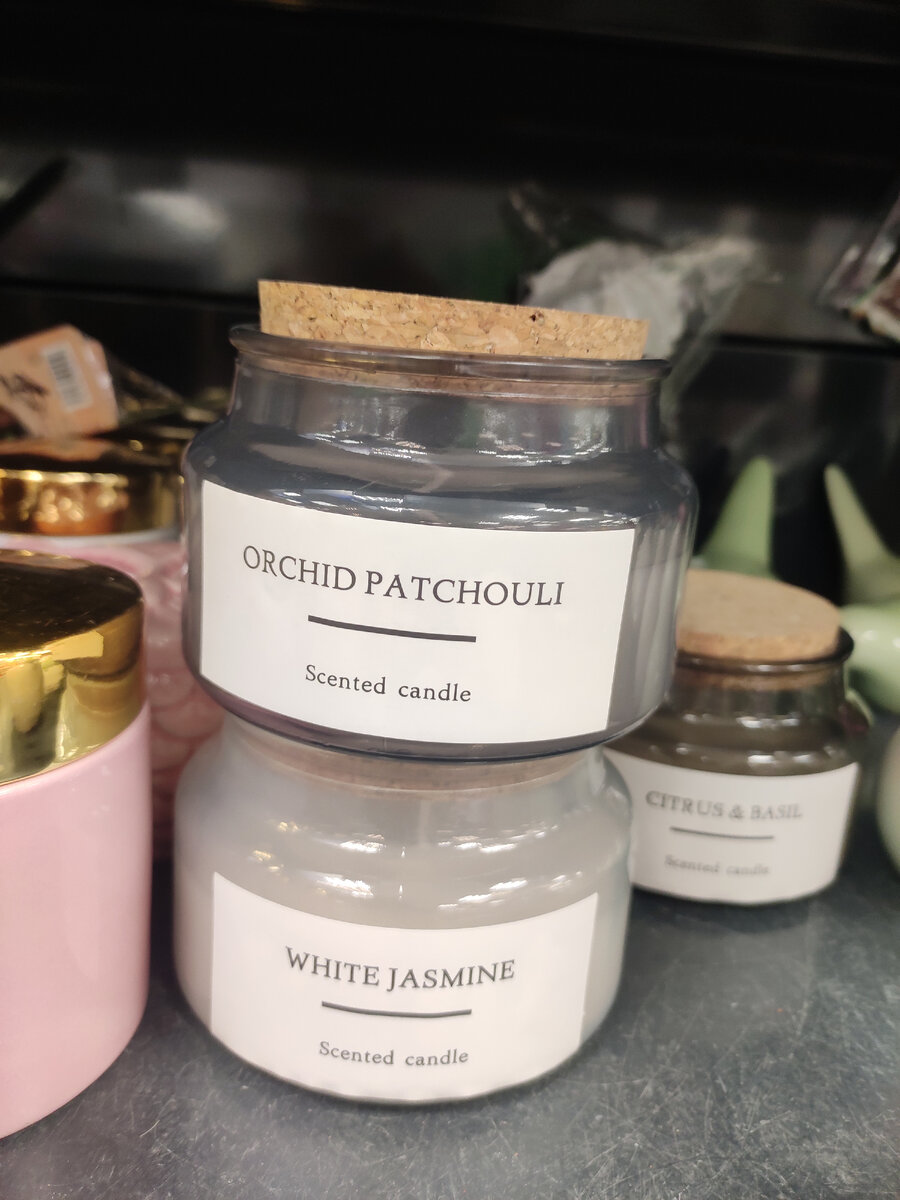 ORCHID PATCHOULI
Scented candle
WHITE JASMINE
Scented candle
CITRUS & BASIL
Scented candle